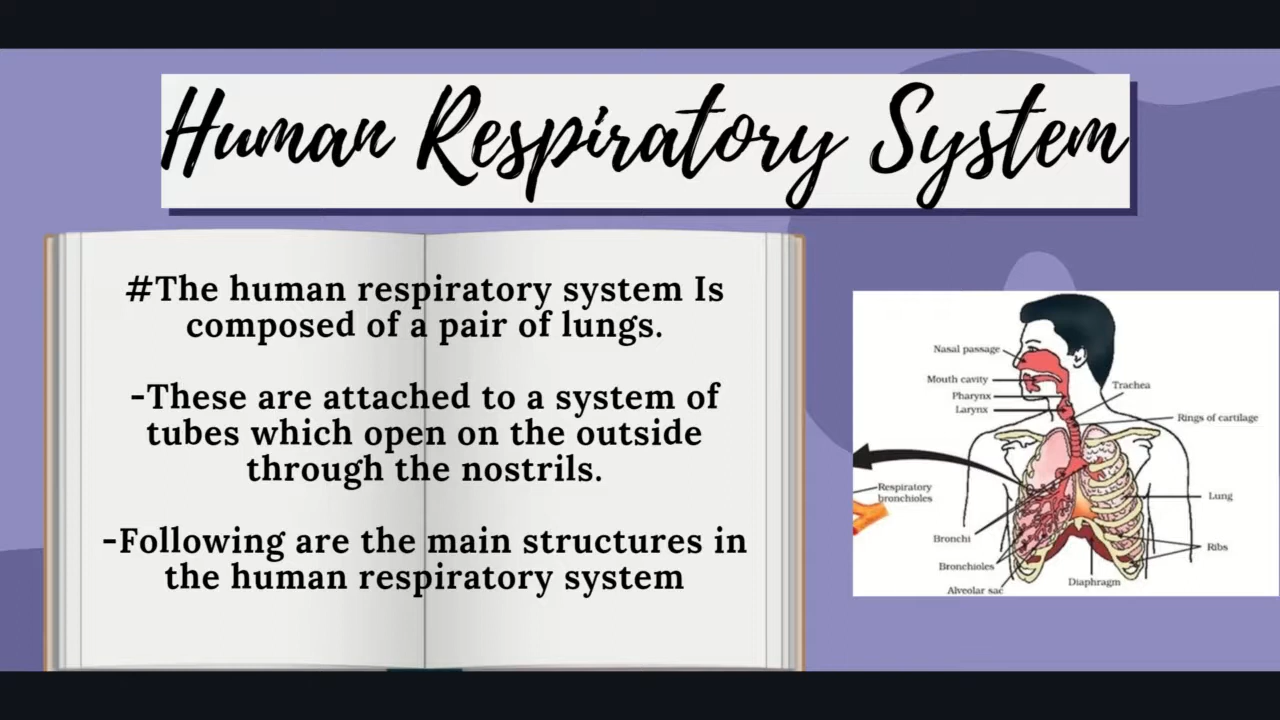 Human Respiratory System
#The human respiratory system Is
composed of a pair of lungs.
-These are attached to a system of
tubes which open on the outside
through the nostrils.
-Following are the main structures in
the human respiratory system
Nasal passage
Mouth cavity
Pharynx
Larynx
Trachea
Rings of cartilage
Respiratory
bronchioles
Lung
Bronchi
Ribs
Bronchioles
Diaphragm
Alveolar sac